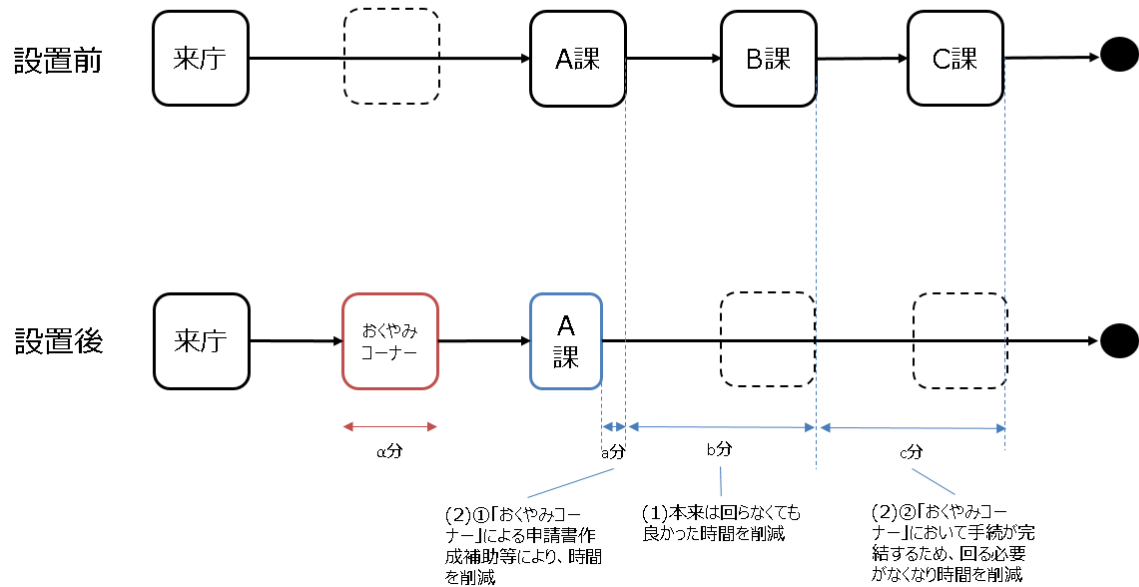 設置前
来庁
A課
B課
C課
設置後
来庁
おくやみ
コーナー
A
課
α分
a分
b分
c分
(2)①「おくやみコー
ナー」による申請書作
成補助等により、時間
を削減
(1)本来は回らなくても
良かった時間を削減
(2)②「おくやみコー
ナー」において手続が完
結するため、回る必要
がなくなり時間を削減